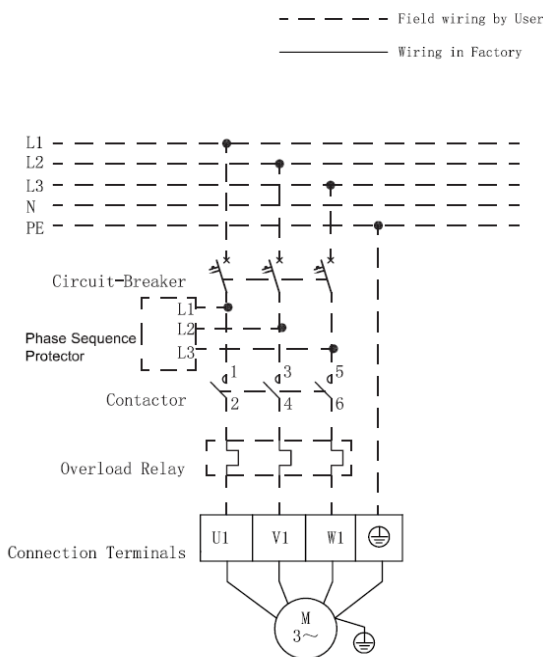 Field wiring by User
Wiring in Factory
L1
L2
L3
N
PE
Circuit-Breaker
L1
L2
L3
Phase Sequence
Protector
1 3 5
Contactor
2 4 6
Overload Relay
U1 V1 W1
Connection Terminals
M
3~